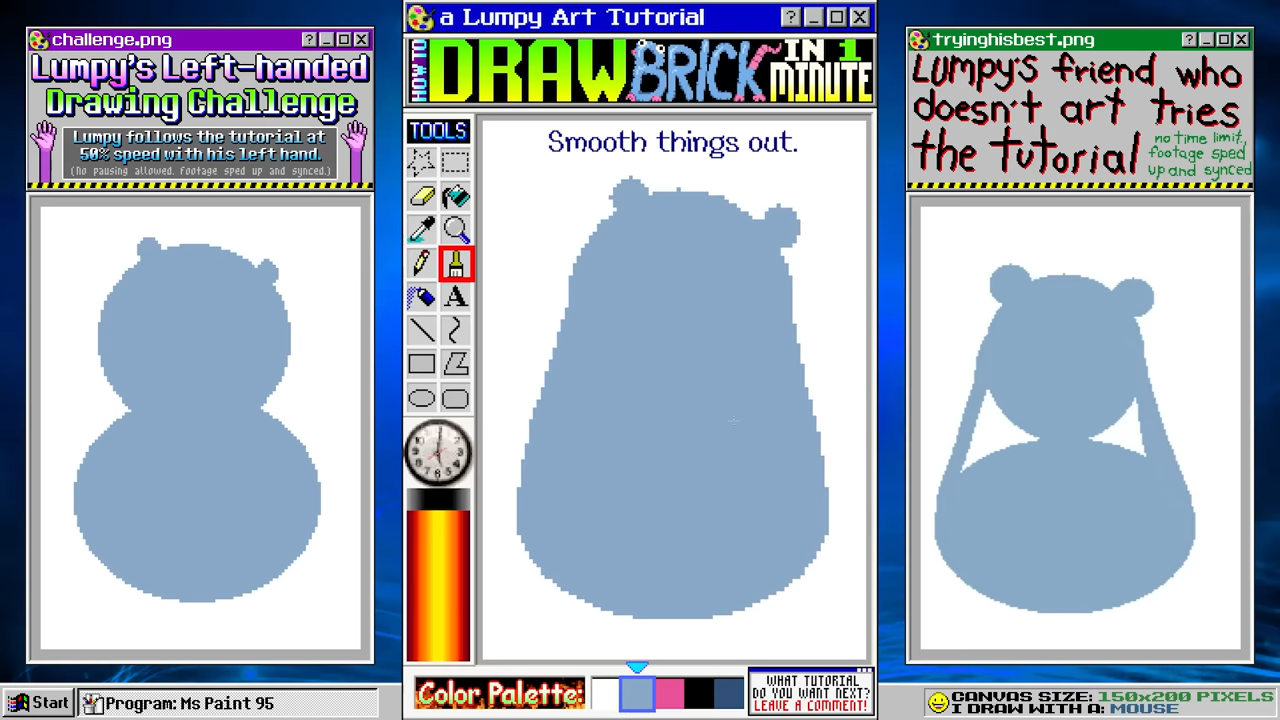 challenge.png
Lumpy's Left-handed
Drawing Challenge
Lumpy follows the tutorial at
50% speed with his left hand.
(No pausing allowed. footage sped up and synced.)
a Lumpy Art Tutorial
HOW TO DRAW BRICK IN 1 MINUTE
TOOLS
Smooth things out.
A
Color Palette:
WHAT TUTORIAL
DO YOU WANT NEXT?
LEAVE A COMMENT!
tryinghisbest.png
Lumpy's friend who
doesn't art tries
the tutorial
no time limit,
footage sped
up and synced
Start
Program: Ms Paint 95
CANVAS SIZE: 150x200 PIXELS
I DRAW WITH A: MOUSE